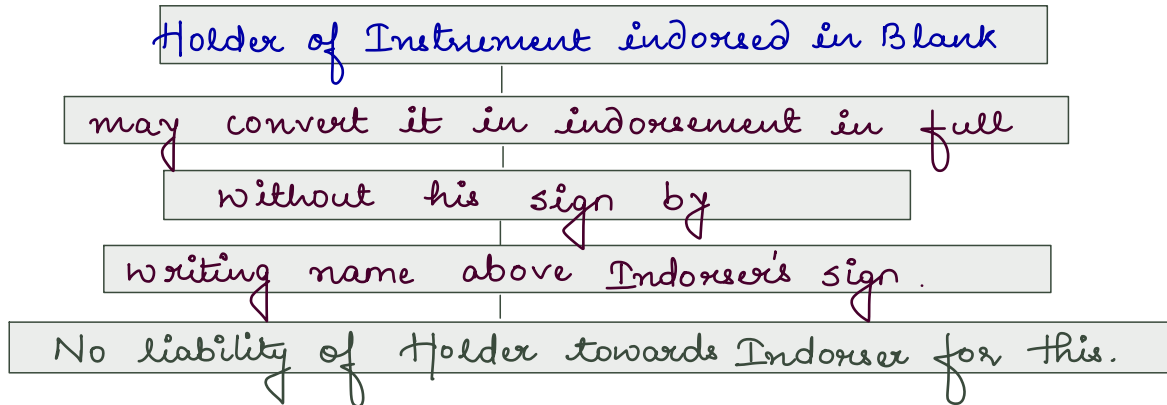 Holder of Instrument indorsed in Blank
may convert it in indorsement in full
without his sign by
writing name above Indorser's sign.
No liability of Holder towards Indorser for this.